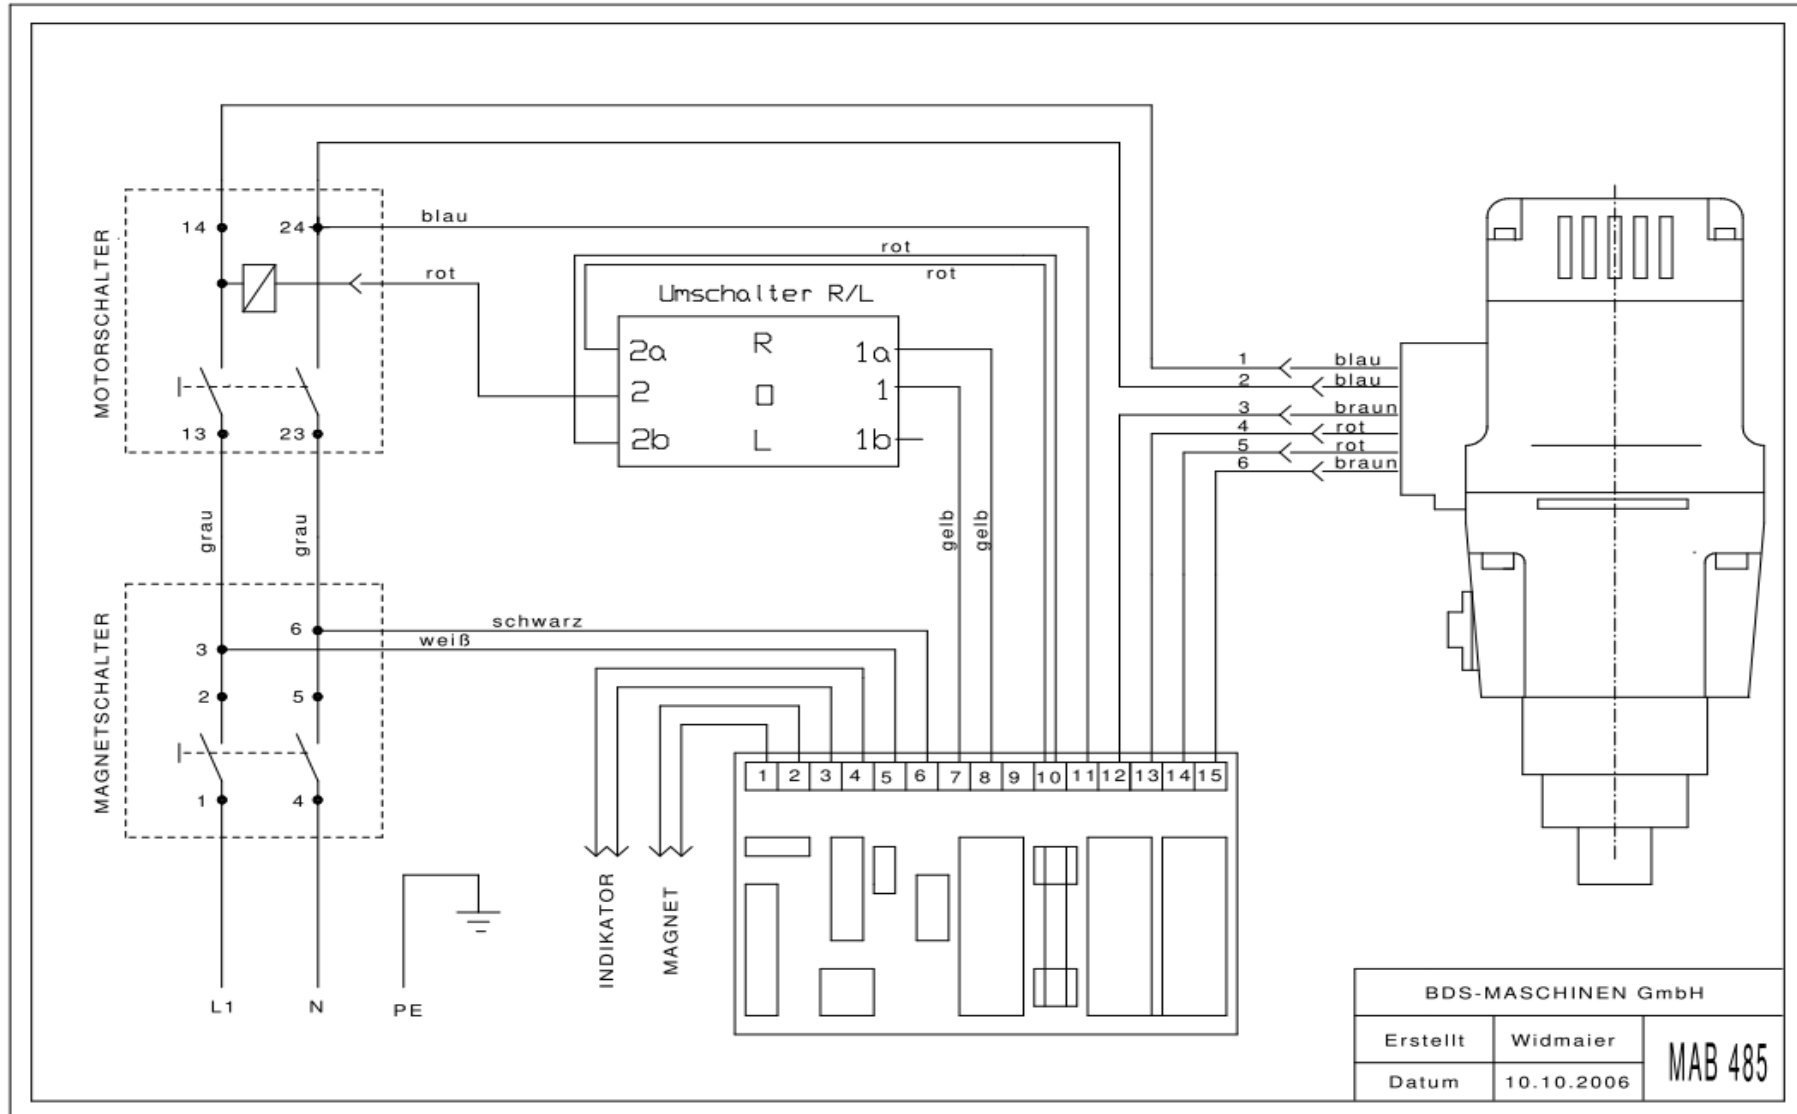 14
24
blau
rot
rot
rot
MOTORSCHALTER
13
23
Umschalter R/L
2a
R
1a
2
0
1
2b
L
1b
1 blau
2 blau
3 braun
4 rot
5 rot
6 braun
grau
grau
gelb
gelb
MAGNETSCHALTER
6
schwarz
3
weiß
2
5
1
4
1 2 3 4 5 6 7 8 9 10 11 12 13 14 15
INDIKATOR
MAGNET
L1
N
PE
BDS-MASCHINEN GmbH
Erstellt Widmaier
MAB 485
Datum 10.10.2006